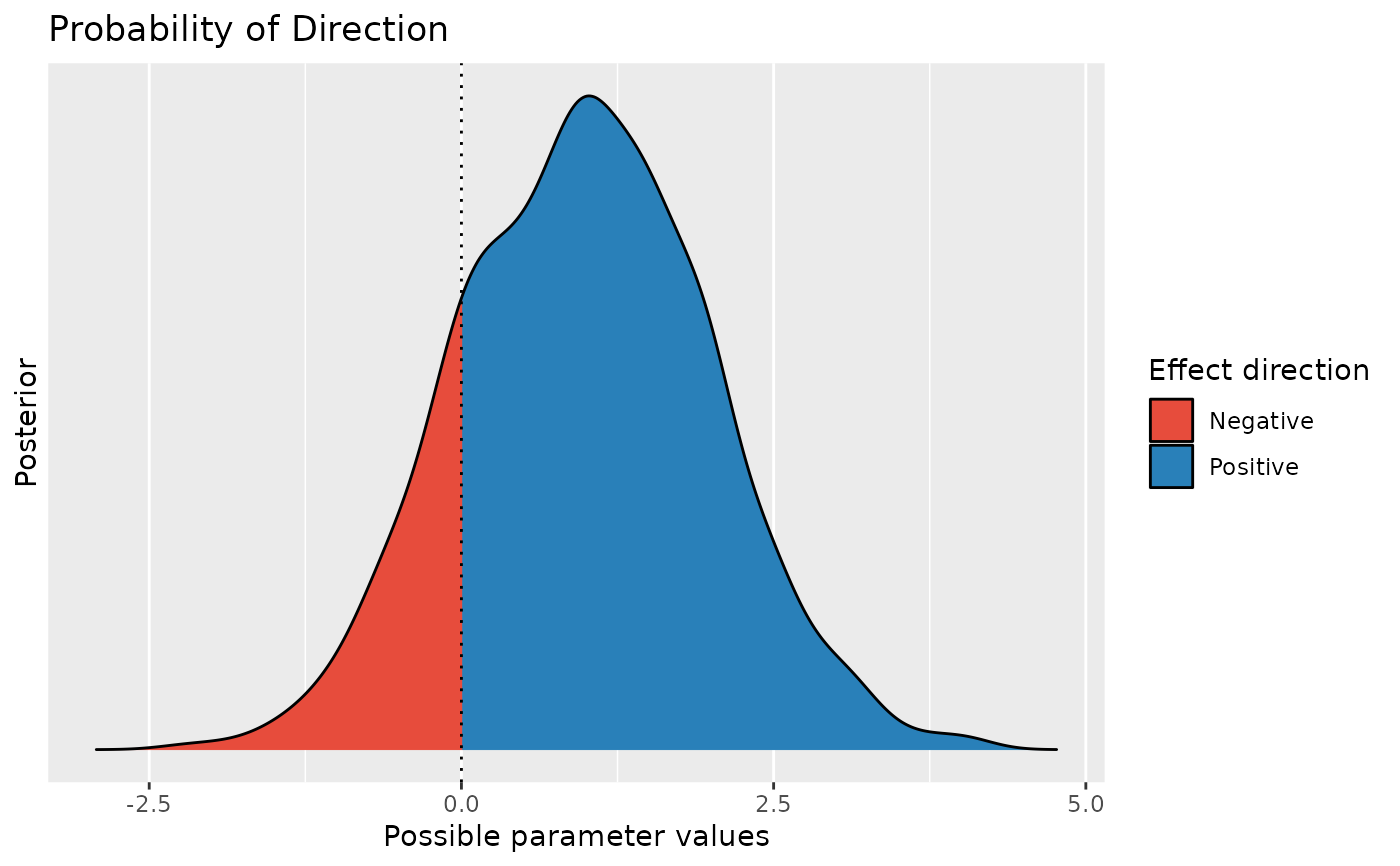 Probability of Direction
Posterior
Effect direction
Negative
Positive
-2.5
0.0
2.5
5.0
Possible parameter values